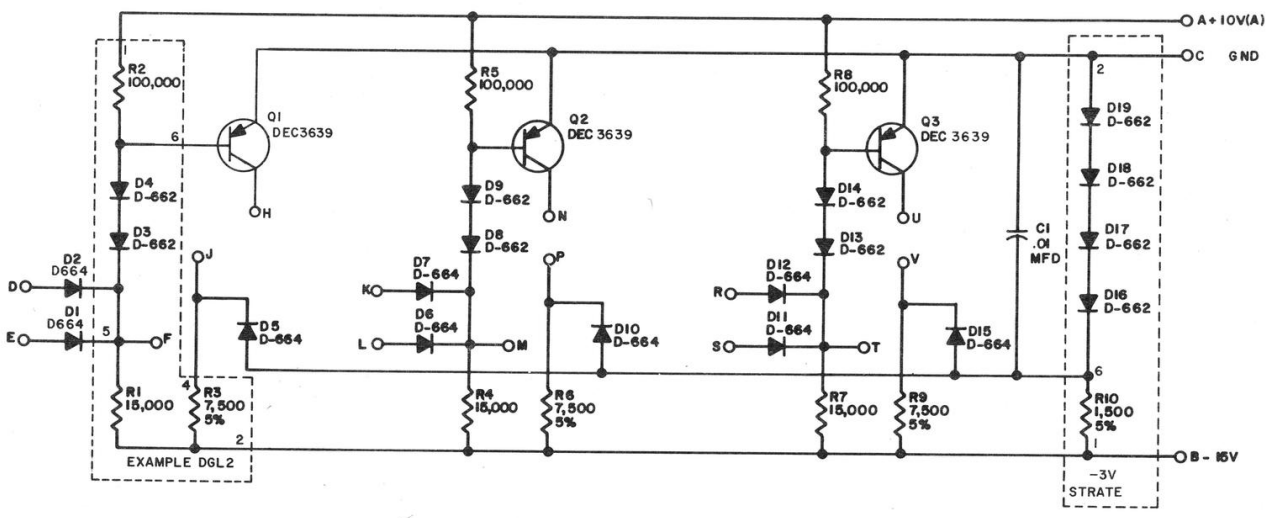 A+10V(A)
C GND
1
R2
100,000
R5
100,000
R8
100,000
2
Q1
DEC3639
Q2
DEC 3639
Q3
DEC 3639
6
D19
D-662
D18
D-662
D17
D-662
D16
D-662
D4
D-662
D3
D-662
D9
D-662
D8
D-662
D14
D-662
D13
D-662
H
N
U
C1
.01
MFD
J
P
V
D2
D664
D
D1
D664
E
5
F
D7
D-664
K
D6
D-664
L
M
D12
D-664
R
D11
D-664
S
T
D5
D-664
D10
D-664
D15
D-664
6
R1
15,000
4
R3
7,500
5%
R4
15,000
R6
7,500
5%
R7
15,000
R9
7,500
5%
R10
1,500
5%
2
1
B - 15V
EXAMPLE DGL2
-3V
STRATE